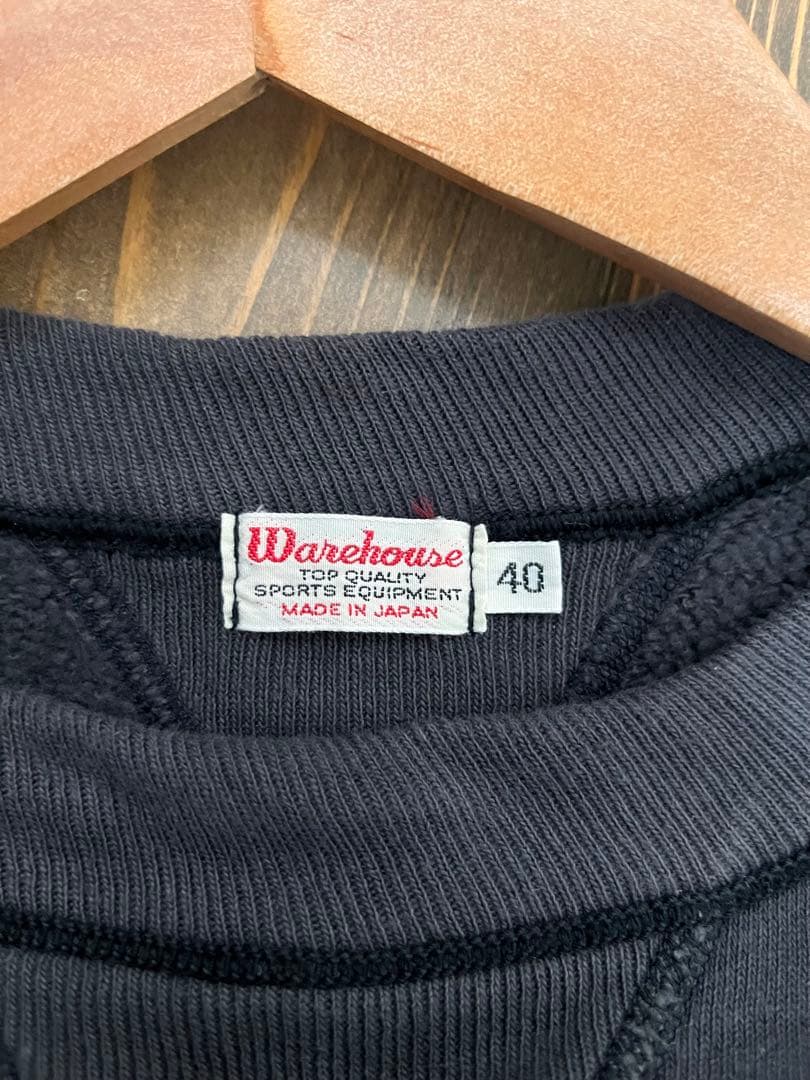 Warehouse
TOP QUALITY
SPORTS EQUIPMENT
MADE IN JAPAN
40